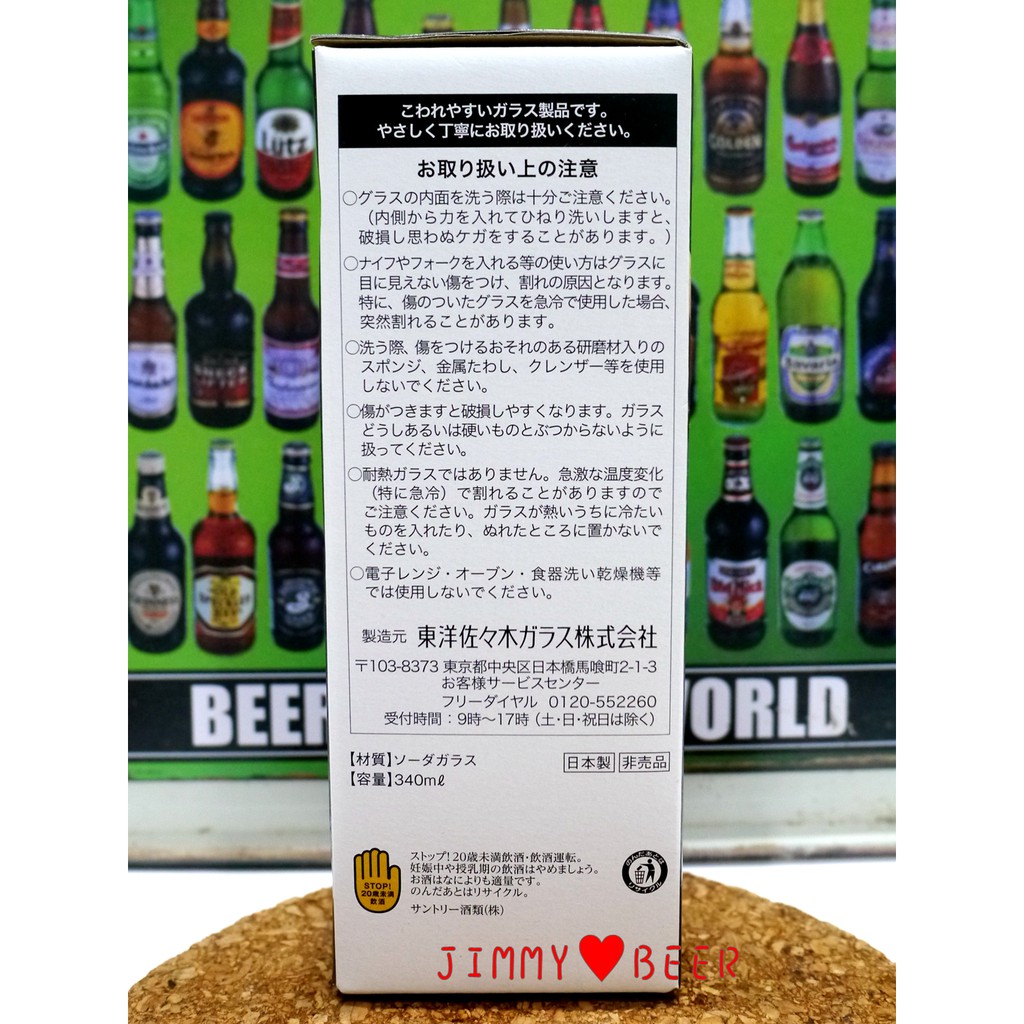 こわれやすいガラス製品です。
やさしく丁寧にお取り扱いください。
お取り扱い上の注意
○グラスの内面を洗う際は十分ご注意ください。
（内側から力を入れてひねり洗いしますと、
破損し思わぬケガをすることがあります。）
○ナイフやフォークを入れる等の使い方はグラスに
目に見えない傷をつけ、割れの原因となります。
特に、傷のついたグラスを急冷で使用した場合、
突然割れることがあります。
○洗う際、傷をつけるおそれのある研磨材入りの
スポンジ、金属たわし、クレンザー等を使用
しないでください。
○傷がつきますと破損しやすくなります。ガラス
どうしあるいは硬いものとぶつからないように
扱ってください。
○耐熱ガラスではありません。急激な温度変化
（特に急冷）で割れることがありますので
ご注意ください。ガラスが熱いうちに冷たい
ものを入れたり、ぬれたところに置かないで
ください。
○電子レンジ・オーブン・食器洗い乾燥機等
では使用しないでください。
製造元 東洋佐々木ガラス株式会社
〒103-8373 東京都中央区日本橋馬喰町2-1-3
お客様サービスセンター
フリーダイヤル 0120-552260
受付時間：9時～17時（土・日・祝日は除く）
【材質】ソーダガラス
日本製 非売品
【容量】340mℓ
STOP!
20歳未満
飲酒
ストップ!20歳未満飲酒・飲酒運転。
妊娠中や授乳期の飲酒はやめましょう。
お酒はなによりも適量です。
のんだあとはリサイクル。
サントリー酒類(株)
のんだあとは
リサイクル
JIMMY♥BEER
BEER
WORLD
Lutz
GOLDEN
Bavaria